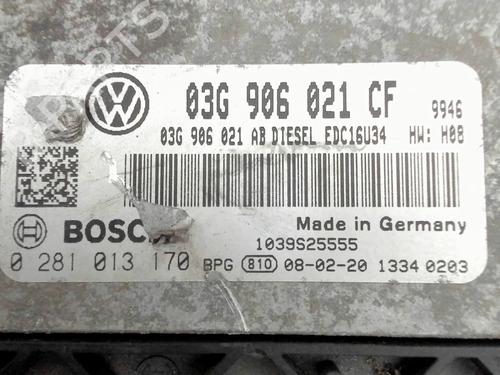 03G 906 021 CF 9946
03G 906 021 AB DIESEL EDC16U34 HW: H08
BOSCH Made in Germany
1039S25555
0 281 013 170 BPG 810 08-02-20 1334 0203